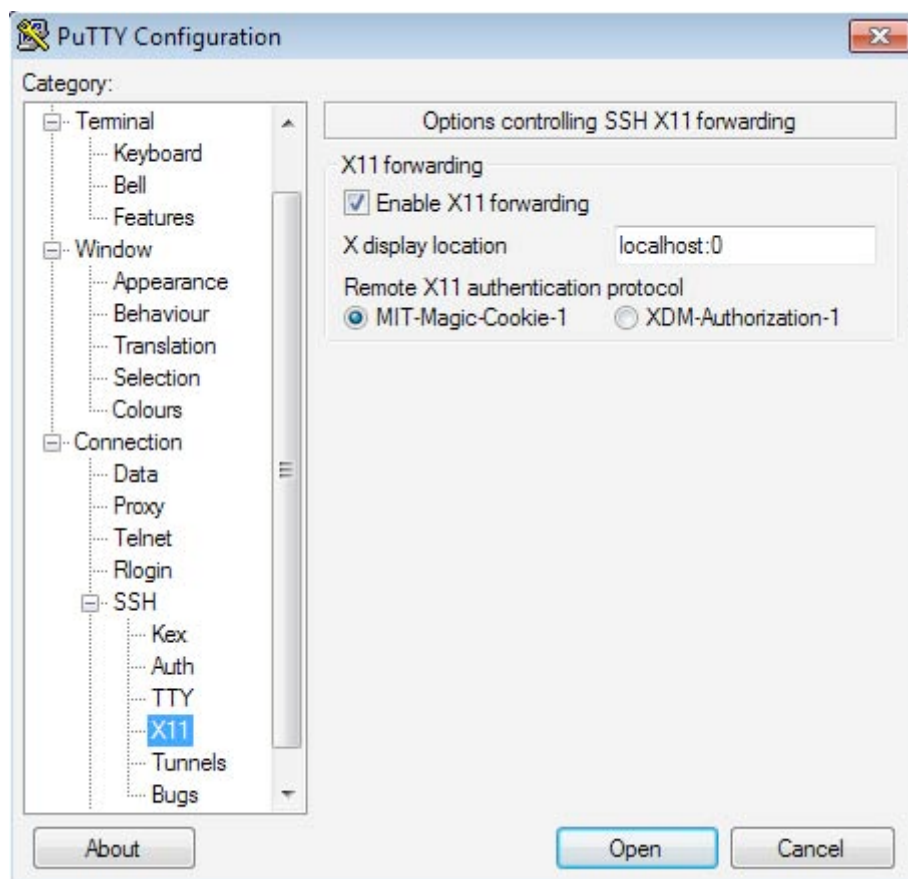 PuTTY Configuration
Category:
Terminal
Keyboard
Bell
Features
Window
Appearance
Behaviour
Translation
Selection
Colours
Connection
Data
Proxy
Telnet
Rlogin
SSH
Kex
Auth
TTY
X11
Tunnels
Bugs
Options controlling SSH X11 forwarding
X11 forwarding
Enable X11 forwarding
X display location localhost:0
Remote X11 authentication protocol
MIT-Magic-Cookie-1 XDM-Authorization-1
About Open Cancel